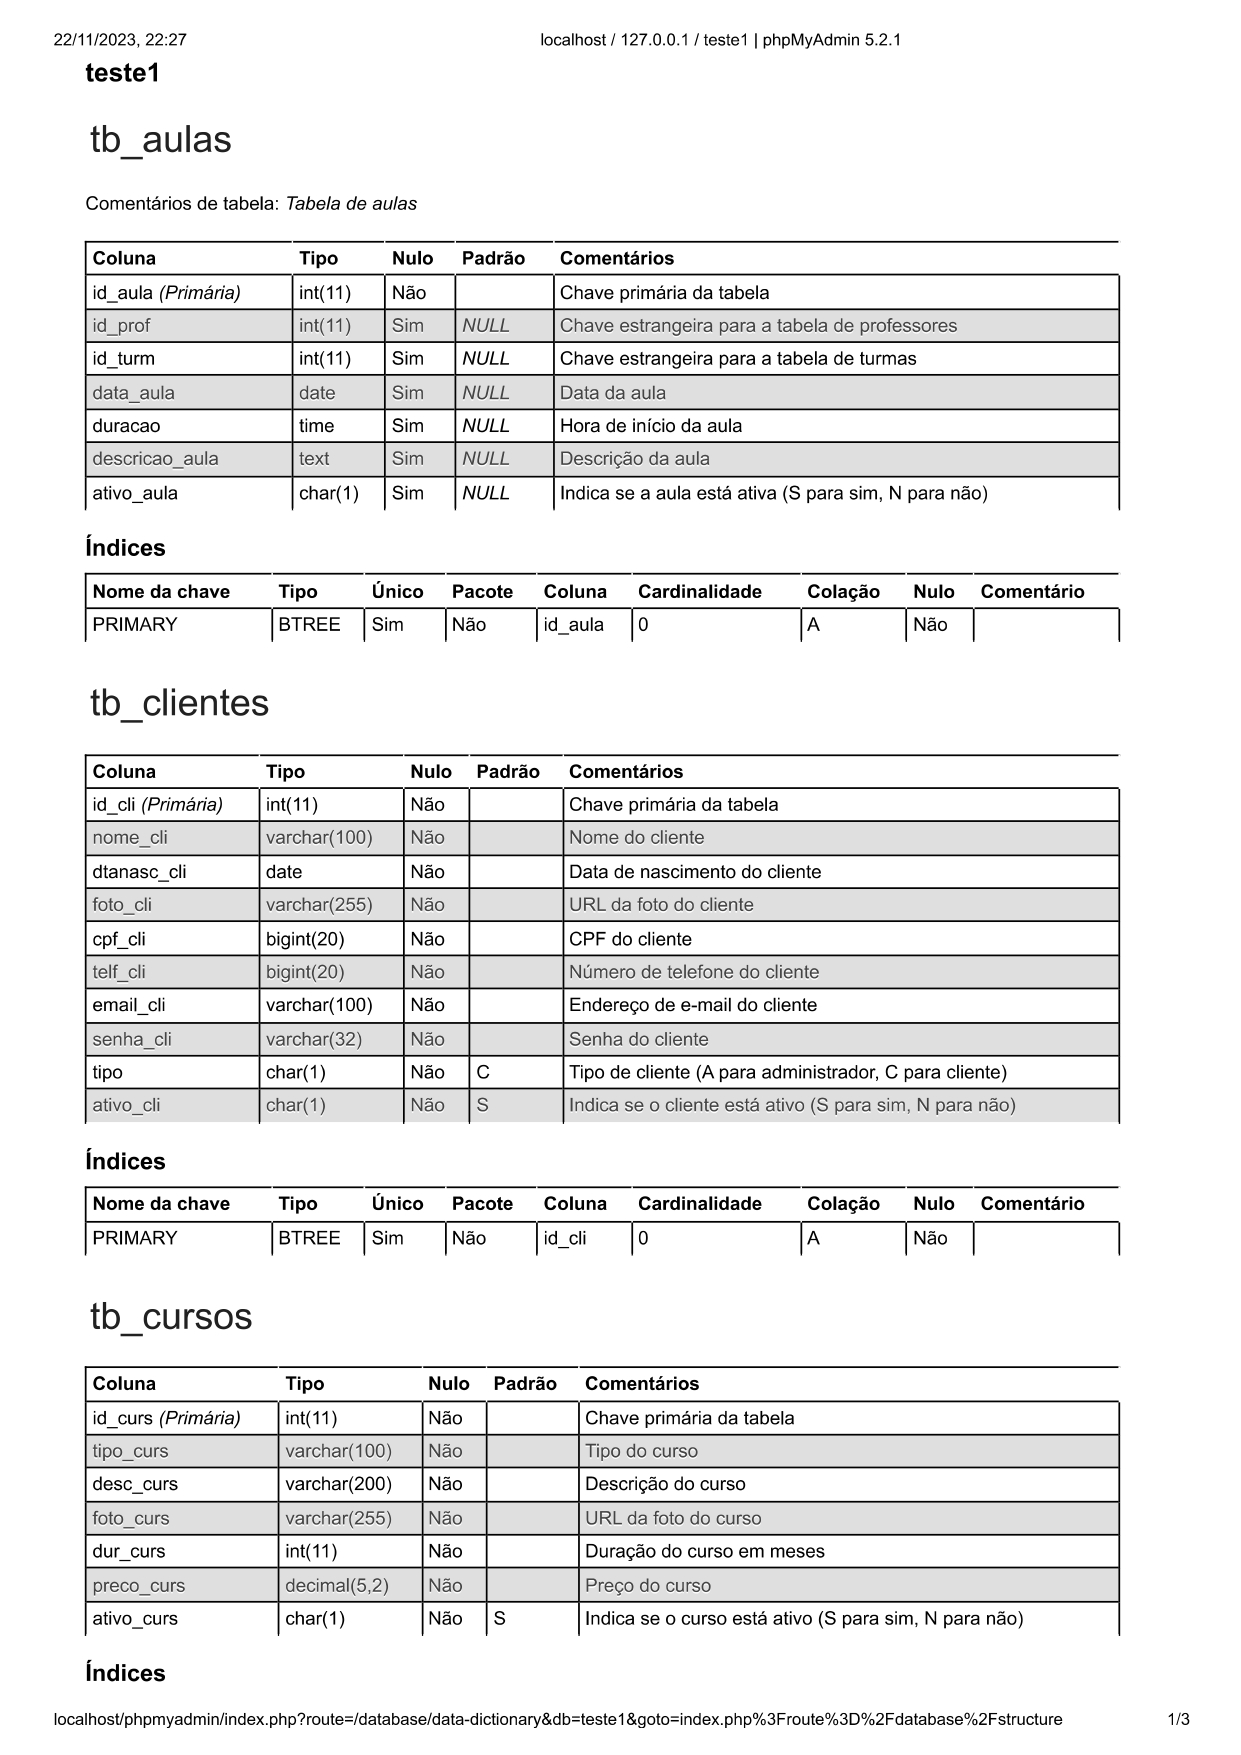 22/11/2023, 22:27 localhost / 127.0.0.1 / teste1 | phpMyAdmin 5.2.1
teste1
tb_aulas
Comentários de tabela: Tabela de aulas
Coluna Tipo Nulo Padrão Comentários
id_aula (Primária) int(11) Não Chave primária da tabela
id_prof int(11) Sim NULL Chave estrangeira para a tabela de professores
id_turm int(11) Sim NULL Chave estrangeira para a tabela de turmas
data_aula date Sim NULL Data da aula
duracao time Sim NULL Hora de início da aula
descricao_aula text Sim NULL Descrição da aula
ativo_aula char(1) Sim NULL Indica se a aula está ativa (S para sim, N para não)
Índices
Nome da chave Tipo Único Pacote Coluna Cardinalidade Colação Nulo Comentário
PRIMARY BTREE Sim Não id_aula 0 A Não
tb_clientes
Coluna Tipo Nulo Padrão Comentários
id_cli (Primária) int(11) Não Chave primária da tabela
nome_cli varchar(100) Não Nome do cliente
dtanasc_cli date Não Data de nascimento do cliente
foto_cli varchar(255) Não URL da foto do cliente
cpf_cli bigint(20) Não CPF do cliente
telf_cli bigint(20) Não Número de telefone do cliente
email_cli varchar(100) Não Endereço de e-mail do cliente
senha_cli varchar(32) Não Senha do cliente
tipo char(1) Não C Tipo de cliente (A para administrador, C para cliente)
ativo_cli char(1) Não S Indica se o cliente está ativo (S para sim, N para não)
Índices
Nome da chave Tipo Único Pacote Coluna Cardinalidade Colação Nulo Comentário
PRIMARY BTREE Sim Não id_cli 0 A Não
tb_cursos
Coluna Tipo Nulo Padrão Comentários
id_curs (Primária) int(11) Não Chave primária da tabela
tipo_curs varchar(100) Não Tipo do curso
desc_curs varchar(200) Não Descrição do curso
foto_curs varchar(255) Não URL da foto do curso
dur_curs int(11) Não Duração do curso em meses
preco_curs decimal(5,2) Não Preço do curso
ativo_curs char(1) Não S Indica se o curso está ativo (S para sim, N para não)
Índices
localhost/phpmyadmin/index.php?route=/database/data-dictionary&db=teste1&goto=index.php%3Froute%3D%2Fdatabase%2Fstructure 1/3